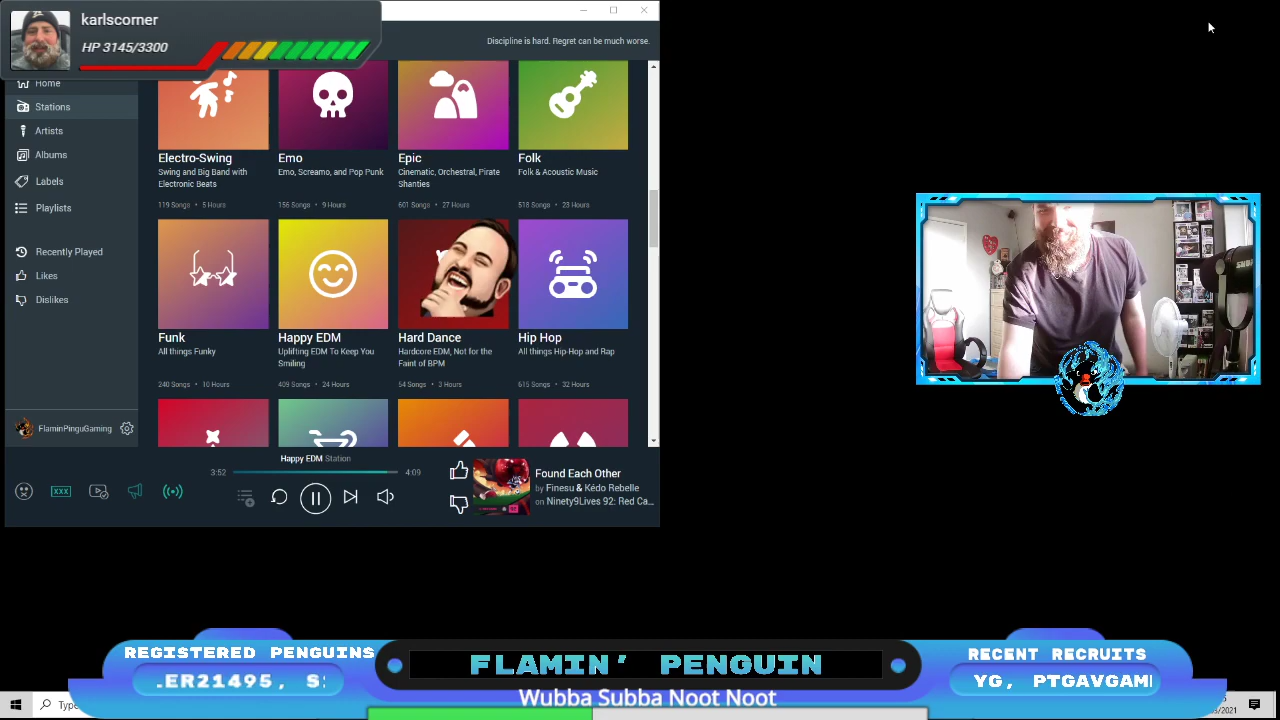 karlscorner
HP 3145/3300
Discipline is hard. Regret can be much worse.
Home
Stations
Artists
Albums
Labels
Playlists
Recently Played
Likes
Dislikes
FlaminPinguGaming
Electro-Swing
Swing and Big Band with
Electronic Beats
119 Songs • 5 Hours
Emo
Emo, Screamo, and Pop Punk
156 Songs • 9 Hours
Epic
Cinematic, Orchestral, Pirate
Shanties
601 Songs • 27 Hours
Folk
Folk & Acoustic Music
518 Songs • 23 Hours
Funk
All things Funky
240 Songs • 10 Hours
Happy EDM
Uplifting EDM To Keep You
Smiling
409 Songs • 24 Hours
Hard Dance
Hardcore EDM, Not for the
Faint of BPM
54 Songs • 3 Hours
Hip Hop
All things Hip-Hop and Rap
615 Songs • 32 Hours
Happy EDM Station
3:52
4:09
XXX
Found Each Other
by Finesu & Kédo Rebelle
on Ninety9Lives 92: Red Ca...
REGISTERED PENGUINS
.ER21495, S
FLAMIN' PENGUIN
Wubba Subba Noot Noot
RECENT RECRUITS
YG, PTGAVGAM
Type
/2021